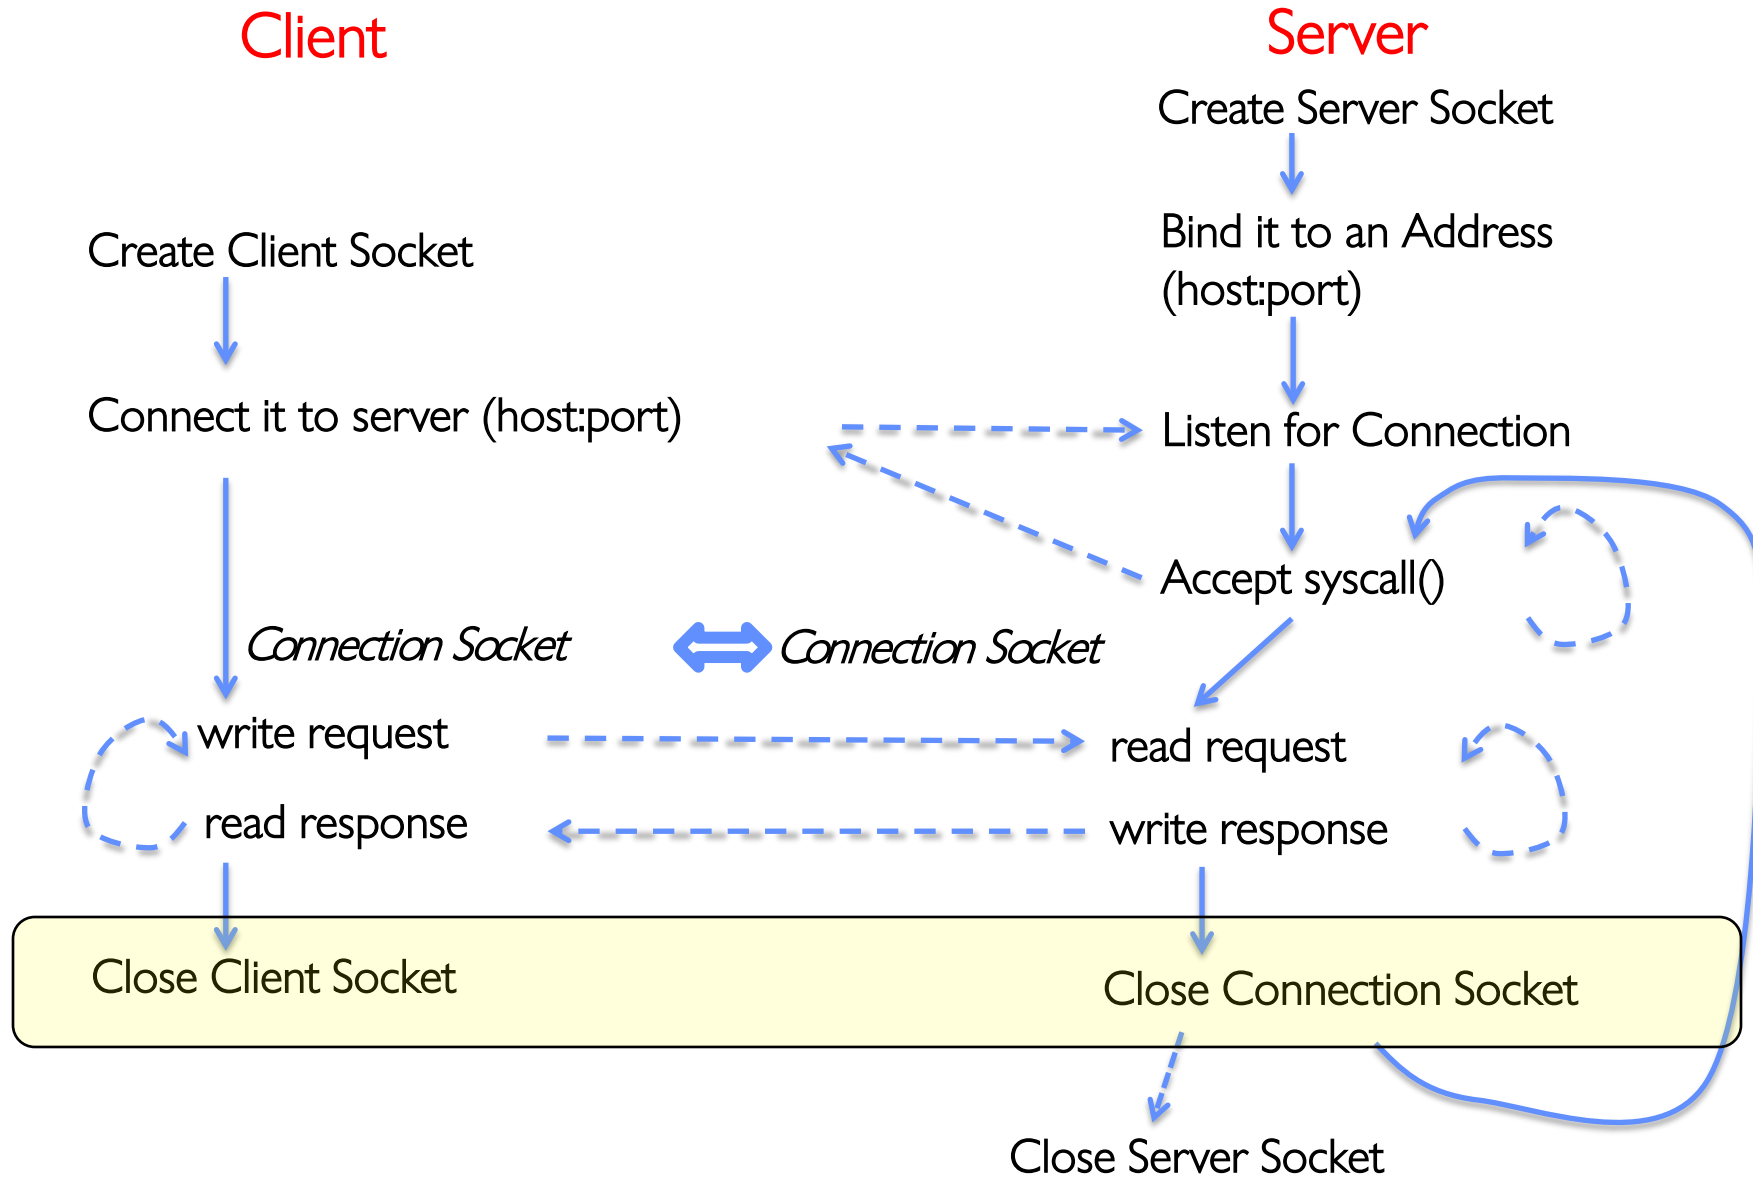 Client
Server
Create Server Socket
Bind it to an Address
(host:port)
Create Client Socket
Connect it to server (host:port)
Listen for Connection
Accept syscall()
Connection Socket
Connection Socket
write request
read request
read response
write response
Close Client Socket
Close Connection Socket
Close Server Socket